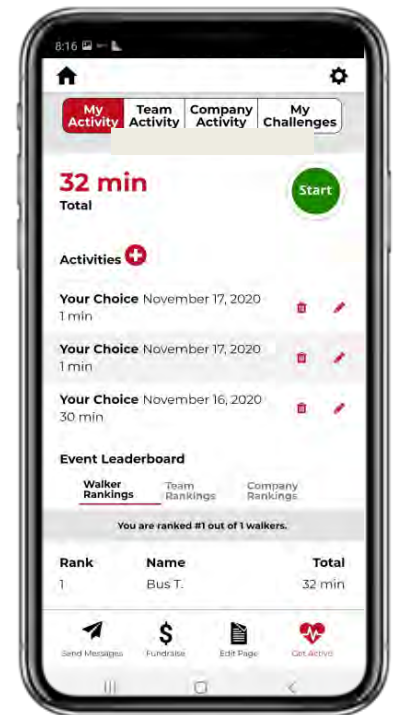 8:16
My Activity Team Activity Company Activity My Challenges
32 min
Total
Start
Activities
Your Choice November 17, 2020
1 min
Your Choice November 17, 2020
1 min
Your Choice November 16, 2020
30 min
Event Leaderboard
Walker Rankings Team Rankings Company Rankings
You are ranked #1 out of 1 walkers.
Rank Name Total
1 Bus T. 32 min
Send Messages Fundraise Edit Page Get Active